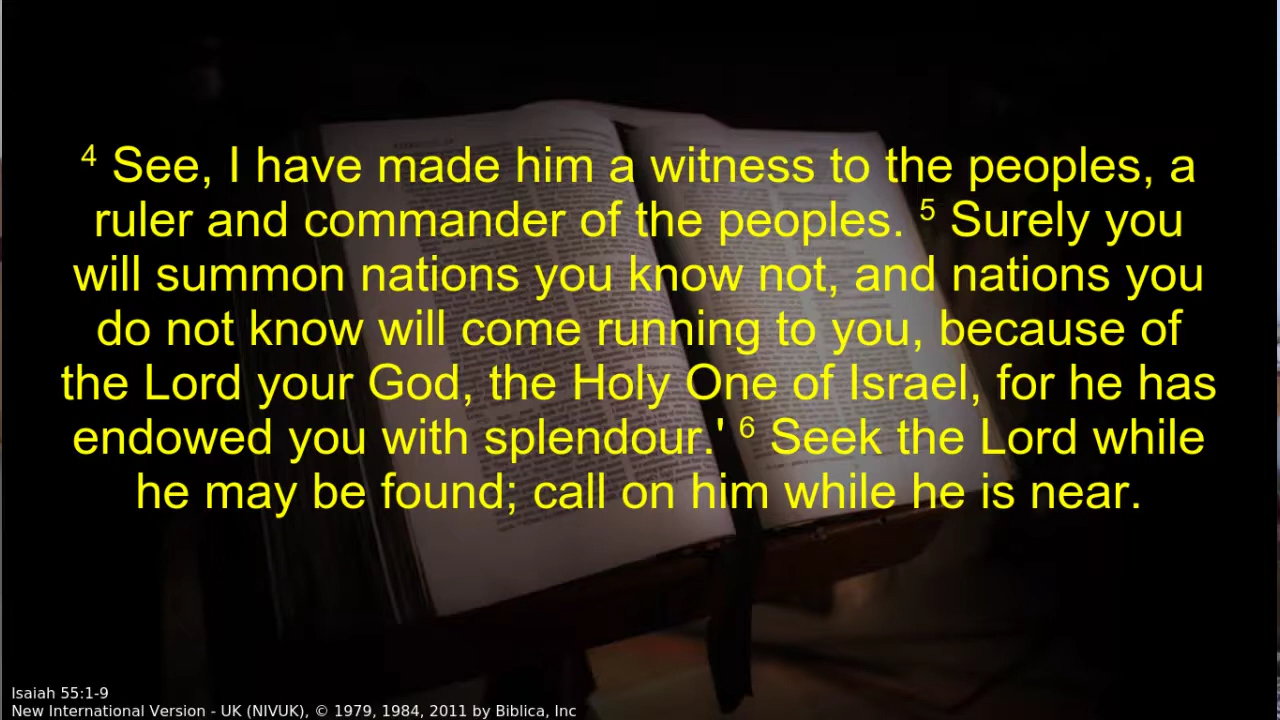 4 See, I have made him a witness to the peoples, a
ruler and commander of the peoples. 5 Surely you
will summon nations you know not, and nations you
do not know will come running to you, because of
the Lord your God, the Holy One of Israel, for he has
endowed you with splendour.' 6 Seek the Lord while
he may be found; call on him while he is near.
Isaiah 55:1-9
New International Version - UK (NIVUK), © 1979, 1984, 2011 by Biblica, Inc